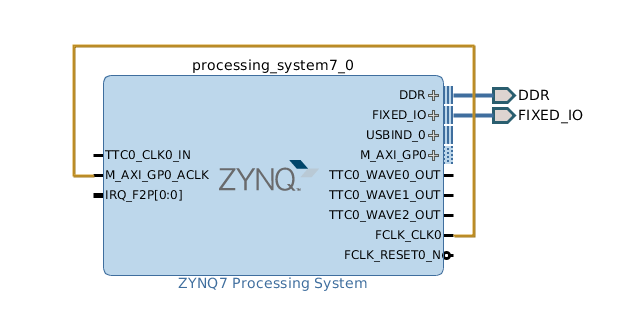 processing_system7_0
DDR
FIXED_IO
USBIND_0
M_AXI_GP0
TTC0_WAVE0_OUT
TTC0_WAVE1_OUT
TTC0_WAVE2_OUT
FCLK_CLK0
FCLK_RESET0_N
TTC0_CLK0_IN
M_AXI_GP0_ACLK
IRQ_F2P[0:0]
ZYNQ
DDR
FIXED_IO
ZYNQ7 Processing System